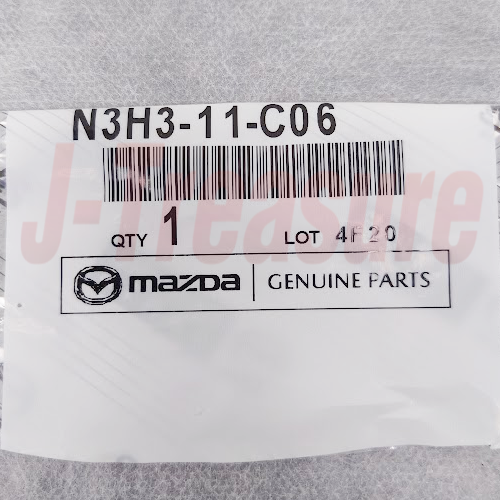 N3H3-11-C06
J-Treasure
QTY 1 LOT 4F20
mazda GENUINE PARTS